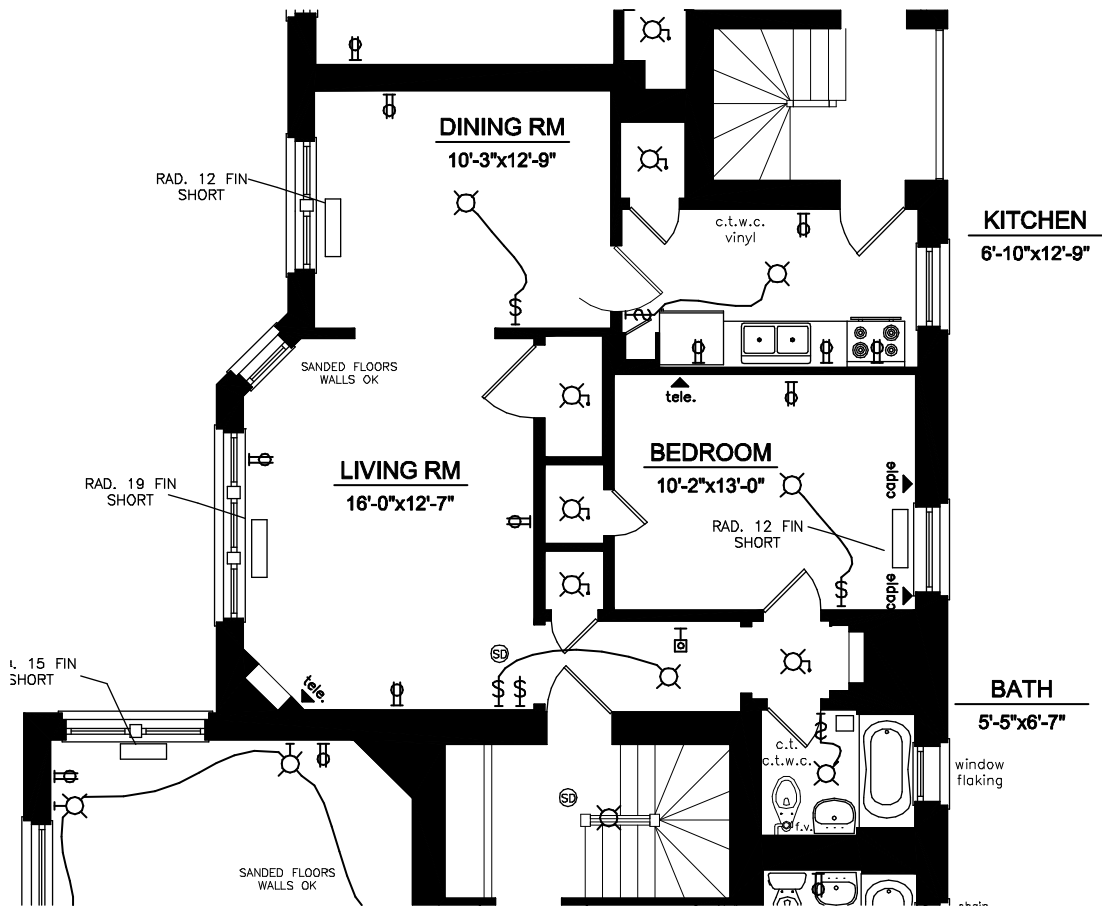 DINING RM
10'-3"x12'-9"
RAD. 12 FIN
SHORT
c.t.w.c.
vinyl
KITCHEN
6'-10"x12'-9"
$
$
SANDED FLOORS
WALLS OK
tele.
BEDROOM
10'-2"x13'-0"
cable
LIVING RM
16'-0"x12'-7"
RAD. 19 FIN
SHORT
RAD. 12 FIN
SHORT
cable
$
SD
. 15 FIN
SHORT
tele.
$ $
BATH
5'-5"x6'-7"
$
c.t.
c.t.w.c.
window
flaking
SD
f.v.
SANDED FLOORS
WALLS OK